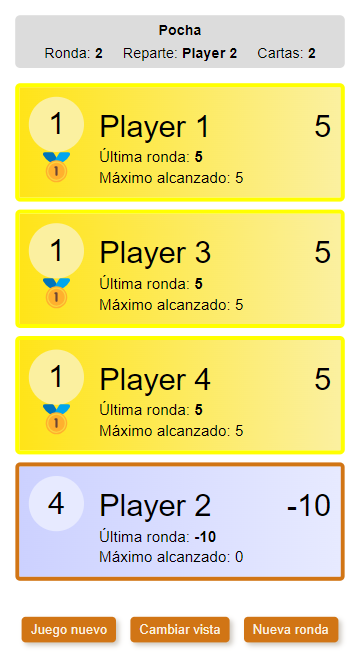 Pocha
Ronda: 2 Reparte: Player 2 Cartas: 2
1
Player 1 5
Última ronda: 5
1 Máximo alcanzado: 5
1
Player 3 5
Última ronda: 5
1 Máximo alcanzado: 5
1
Player 4 5
Última ronda: 5
1 Máximo alcanzado: 5
4
Player 2 -10
Última ronda: -10
Máximo alcanzado: 0
Juego nuevo Cambiar vista Nueva ronda